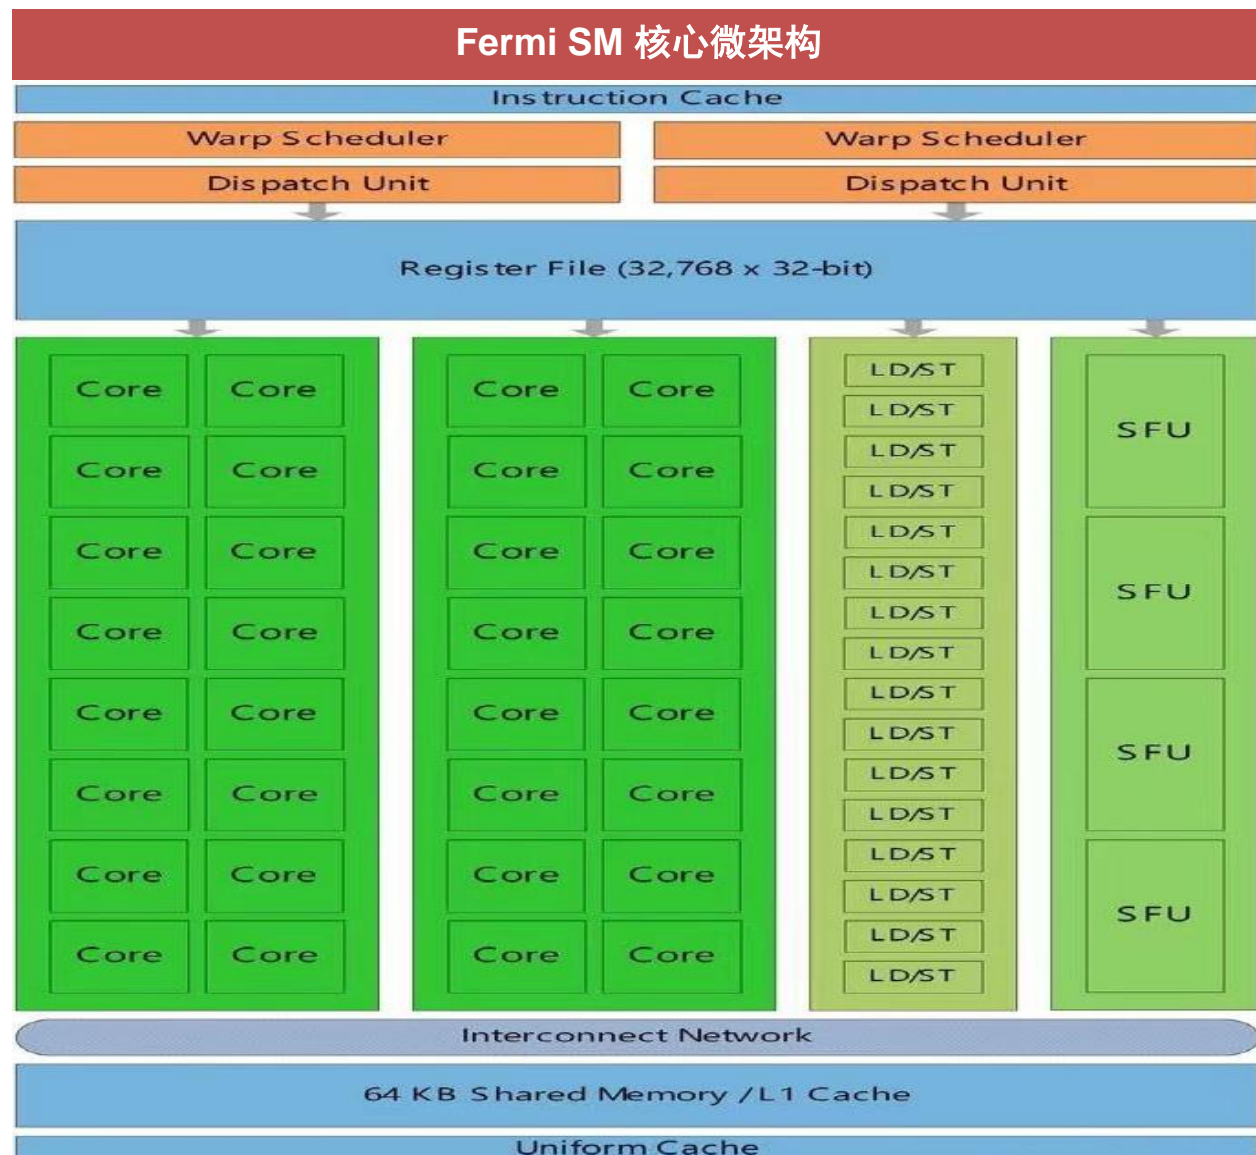 Fermi SM 核心微架构
Instruction Cache
Warp Scheduler Warp Scheduler
Dispatch Unit Dispatch Unit
Register File (32,768 x 32-bit)
LD/ST
Core Core Core Core
LD/ST
SFU
LD/ST
Core Core Core Core
LD/ST
LD/ST
Core Core Core Core
LD/ST
SFU
LD/ST
Core Core Core Core
LD/ST
LD/ST
Core Core Core Core
LD/ST
SFU
LD/ST
Core Core Core Core
LD/ST
LD/ST
Core Core Core Core
LD/ST
SFU
LD/ST
Core Core Core Core
LD/ST
Interconnect Network
64 KB Shared Memory / L1 Cache
Uniform Cache